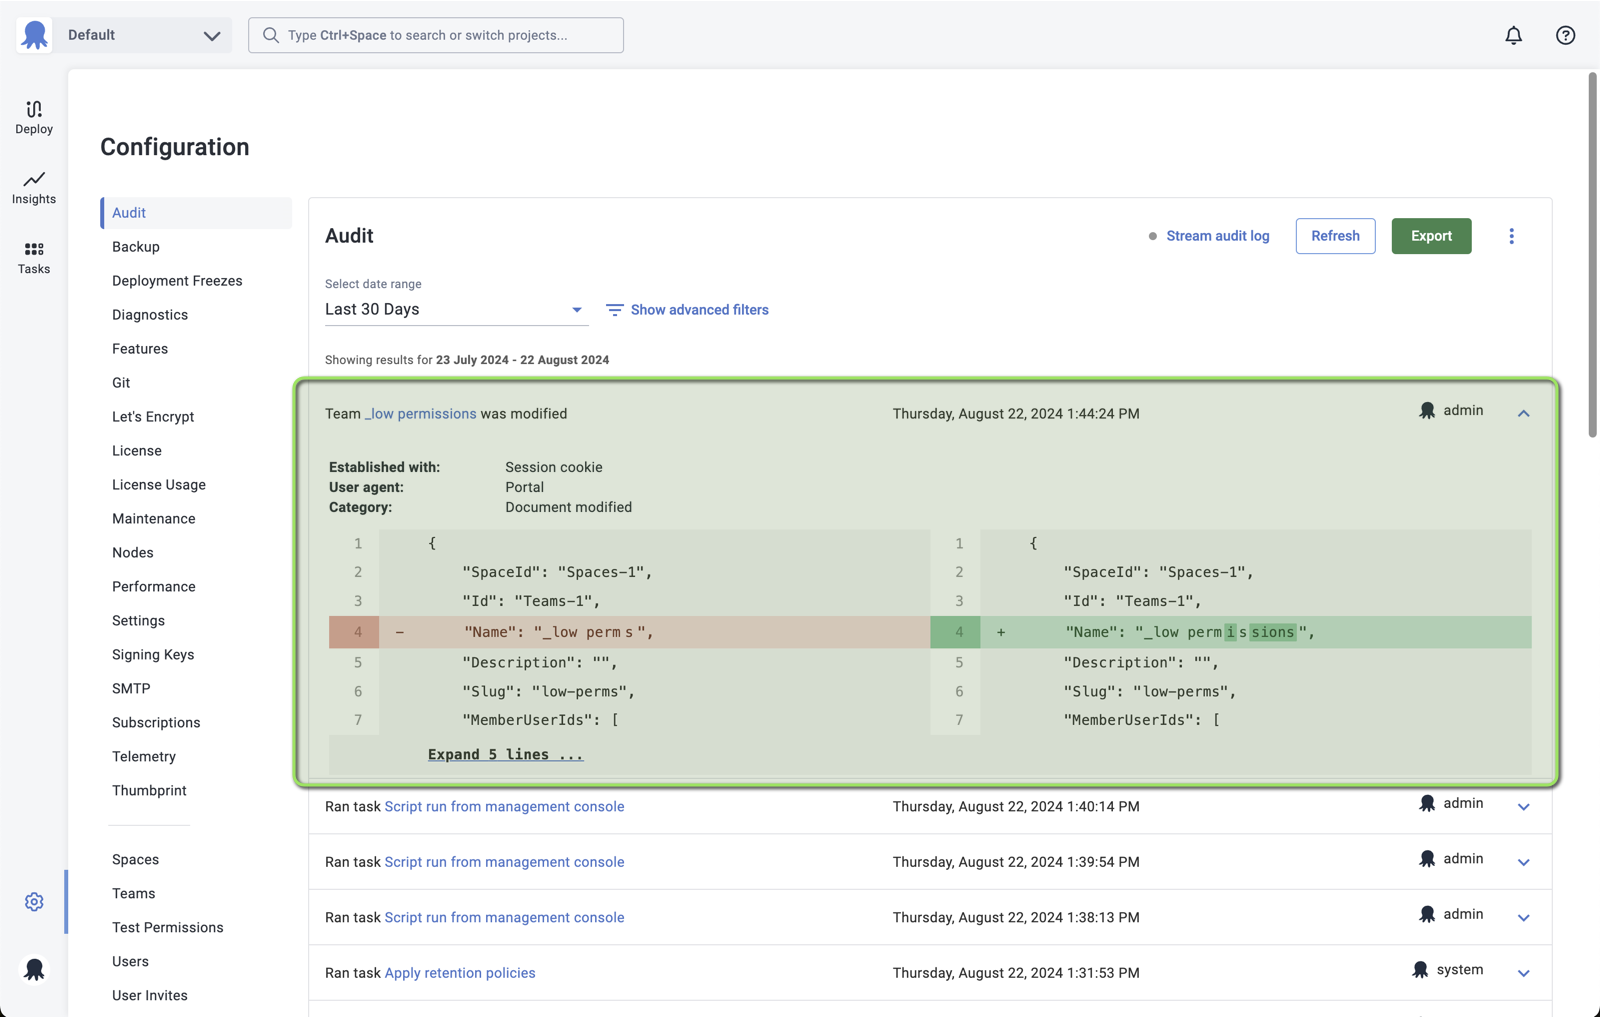 Default
Type Ctrl+Space to search or switch projects...
Deploy
Insights
Tasks
Configuration
Audit
Backup
Deployment Freezes
Diagnostics
Features
Git
Let's Encrypt
License
License Usage
Maintenance
Nodes
Performance
Settings
Signing Keys
SMTP
Subscriptions
Telemetry
Thumbprint
Spaces
Teams
Test Permissions
Users
User Invites
Audit
Stream audit log
Refresh
Export
Select date range
Last 30 Days
Show advanced filters
Showing results for 23 July 2024 - 22 August 2024
Team _low permissions was modified Thursday, August 22, 2024 1:44:24 PM admin
Established with: Session cookie
User agent: Portal
Category: Document modified
1 { 1 {
2 "SpaceId": "Spaces-1", 2 "SpaceId": "Spaces-1",
3 "Id": "Teams-1", 3 "Id": "Teams-1",
4 - "Name": "_low perms", 4 + "Name": "_low permissions",
5 "Description": "", 5 "Description": "",
6 "Slug": "low-perms", 6 "Slug": "low-perms",
7 "MemberUserIds": [ 7 "MemberUserIds": [
Expand 5 lines ...
Ran task Script run from management console Thursday, August 22, 2024 1:40:14 PM admin
Ran task Script run from management console Thursday, August 22, 2024 1:39:54 PM admin
Ran task Script run from management console Thursday, August 22, 2024 1:38:13 PM admin
Ran task Apply retention policies Thursday, August 22, 2024 1:31:53 PM system